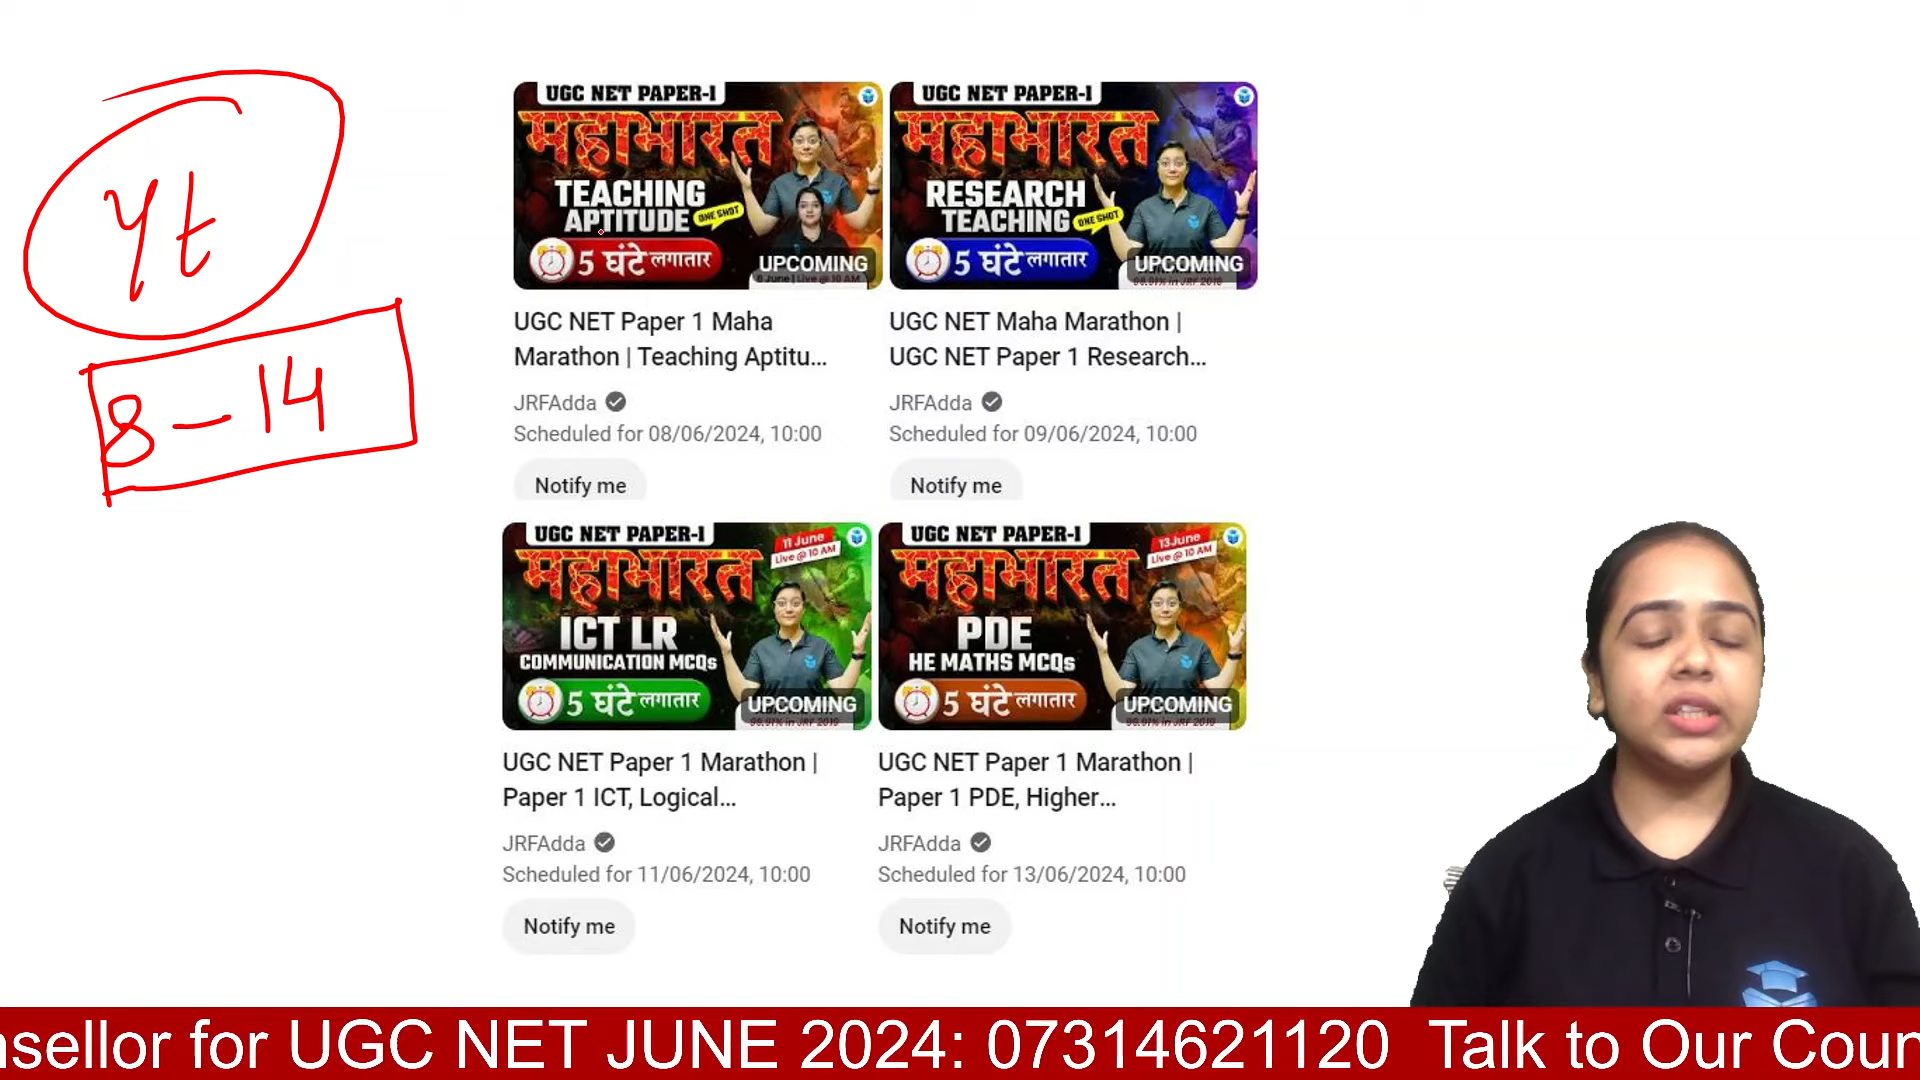 yt
8-14
UGC NET PAPER-I
महाभारत
TEACHING
APTITUDE ONE SHOT
5 घंटे लगातार
UPCOMING
UGC NET Paper 1 Maha
Marathon | Teaching Aptitu...
JRFAdda
Scheduled for 08/06/2024, 10:00
Notify me
UGC NET PAPER-I
महाभारत
RESEARCH
TEACHING ONE SHOT
5 घंटे लगातार
UPCOMING
UGC NET Maha Marathon |
UGC NET Paper 1 Research...
JRFAdda
Scheduled for 09/06/2024, 10:00
Notify me
UGC NET PAPER-I
11 June
Live @ 10 AM
महाभारत
ICT LR
COMMUNICATION MCQs
5 घंटे लगातार
UPCOMING
UGC NET Paper 1 Marathon |
Paper 1 ICT, Logical...
JRFAdda
Scheduled for 11/06/2024, 10:00
Notify me
UGC NET PAPER-I
13 June
Live @ 10 AM
महाभारत
PDE
HE MATHS MCQs
5 घंटे लगातार
UPCOMING
UGC NET Paper 1 Marathon |
Paper 1 PDE, Higher...
JRFAdda
Scheduled for 13/06/2024, 10:00
Notify me
nsellor for UGC NET JUNE 2024: 07314621120 Talk to Our Coun